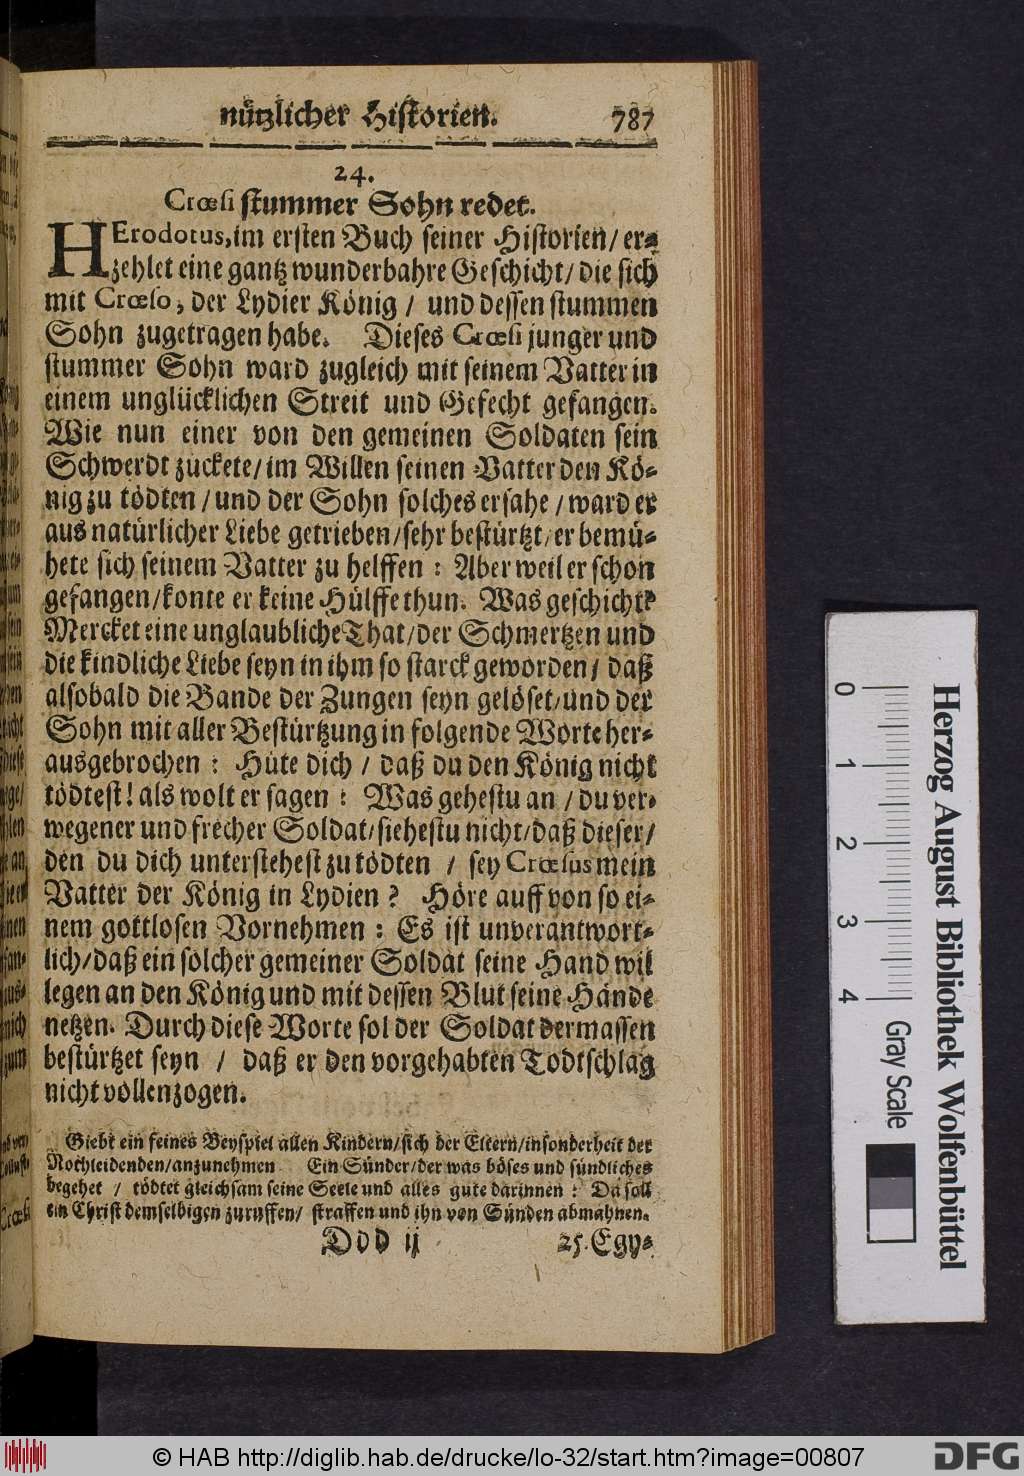 nützlicher Historien. 787
24.
Crœsi stummer Sohn redet.
HErodotus, im ersten Buch seiner Historien / er-
zehlet eine gantz wunderbahre Geschicht / die sich
mit Crœso, der Lydier König / und dessen stummen
Sohn zugetragen habe. Dieses Crœsi junger und
stummer Sohn ward zugleich mit seinem Vatter in
einem unglücklichen Streit und Gefecht gefangen.
Wie nun einer von den gemeinen Soldaten sein
Schwerdt zuckete / im Willen seinen Vatter den Kö-
nig zu tödten / und der Sohn solches ersahe / ward er
aus natürlicher Liebe getrieben / sehr bestürtzt / er bemü-
hete sich seinem Vatter zu helffen : Aber weil er schon
gefangen / konte er keine Hülffe thun. Was geschicht?
Mercket eine unglaubliche That / der Schmertzen und
die kindliche Liebe seyn in ihm so starck geworden / daß
alsobald die Bande der Zungen seyn gelöset / und der
Sohn mit aller Bestürtzung in folgende Worte her-
ausgebrochen : Hüte dich / daß du den König nicht
tödtest! als wolt er sagen : Was gehestu an / du ver-
wegener und frecher Soldat / siehestu nicht / daß dieser /
den du dich unterstehest zu tödten / sey Crœsus mein
Vatter der König in Lydien ? Höre auff von so ei-
nem gottlosen Vornehmen : Es ist unverantwort-
lich / daß ein solcher gemeiner Soldat seine Hand wil
legen an den König und mit dessen Blut seine Hände
netzen. Durch diese Worte sol der Soldat dermassen
bestürtzet seyn / daß er den vorgehabten Todtschlag
nicht vollenzogen.
Giebt ein feines Beyspiel allen Kindern / sich der Eltern / insonderheit der
Nothleidenden / anzunehmen. Ein Sünder / der was böses und sündliches
begehet / tödtet gleichsam seine Seele und alles gute darinnen : Da soll
ein Christ demselbigen zuruffen / straffen und ihn von Sünden abmahnen.
Ddd ij 25. Egy-
0 1 2 3 4 Gray Scale
Herzog August Bibliothek Wolfenbüttel
© HAB http://diglib.hab.de/drucke/lo-32/start.htm?image=00807
DFG